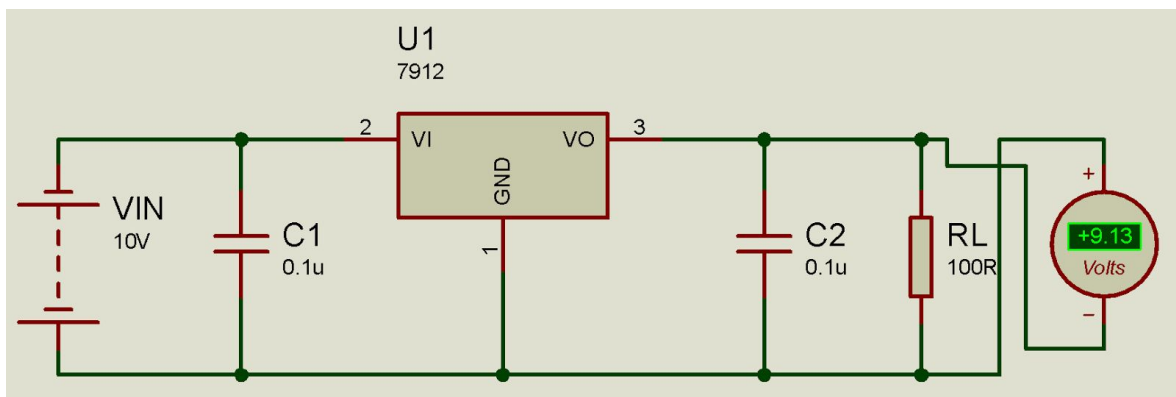 U1
7912
2
VI
VO
3
GND
1
VIN
10V
C1
0.1u
C2
0.1u
RL
100R
+
+9.13
Volts
−